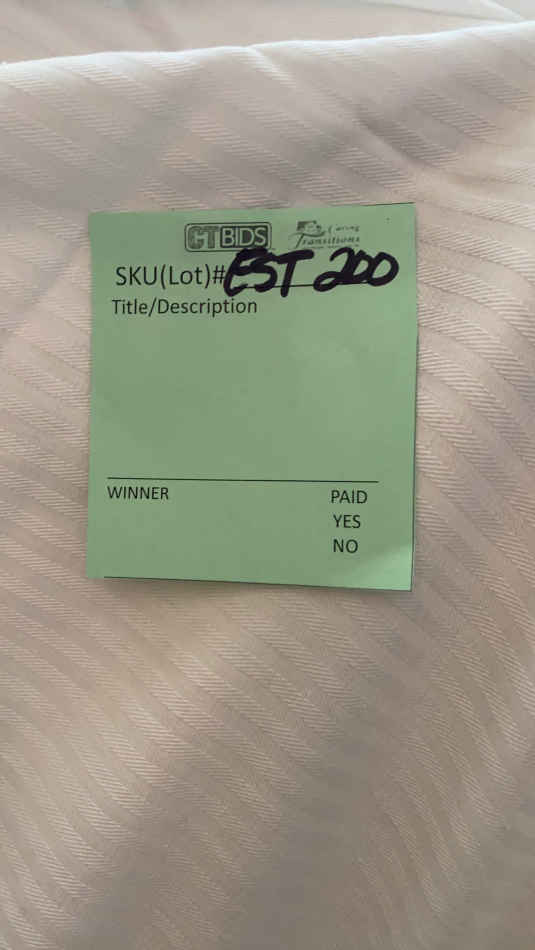 CTBIDS Caring Transitions
SKU(Lot)# EST 200
Title/Description
WINNER PAID
YES
NO